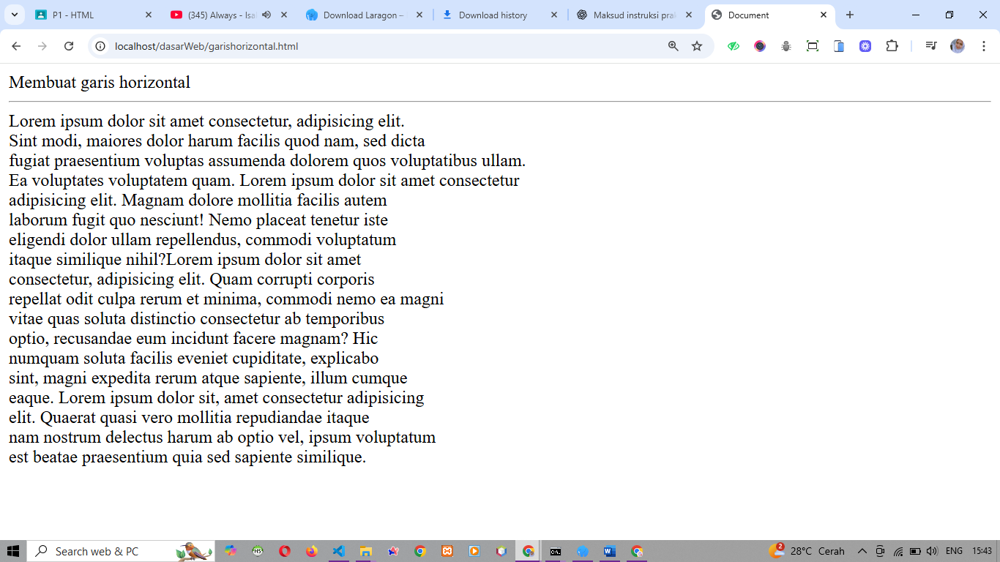 P1 - HTML
(345) Always - Isa
Download Laragon –
Download history
Maksud instruksi pra
Document
localhost/dasarWeb/garishorizontal.html
Membuat garis horizontal
Lorem ipsum dolor sit amet consectetur, adipisicing elit.
Sint modi, maiores dolor harum facilis quod nam, sed dicta
fugiat praesentium voluptas assumenda dolorem quos voluptatibus ullam.
Ea voluptates voluptatem quam. Lorem ipsum dolor sit amet consectetur
adipisicing elit. Magnam dolore mollitia facilis autem
laborum fugit quo nesciunt! Nemo placeat tenetur iste
eligendi dolor ullam repellendus, commodi voluptatum
itaque similique nihil?Lorem ipsum dolor sit amet
consectetur, adipisicing elit. Quam corrupti corporis
repellat odit culpa rerum et minima, commodi nemo ea magni
vitae quas soluta distinctio consectetur ab temporibus
optio, recusandae eum incidunt facere magnam? Hic
numquam soluta facilis eveniet cupiditate, explicabo
sint, magni expedita rerum atque sapiente, illum cumque
eaque. Lorem ipsum dolor sit, amet consectetur adipisicing
elit. Quaerat quasi vero mollitia repudiandae itaque
nam nostrum delectus harum ab optio vel, ipsum voluptatum
est beatae praesentium quia sed sapiente similique.
Search web & PC
HS
2
28°C Cerah
ENG
15:43